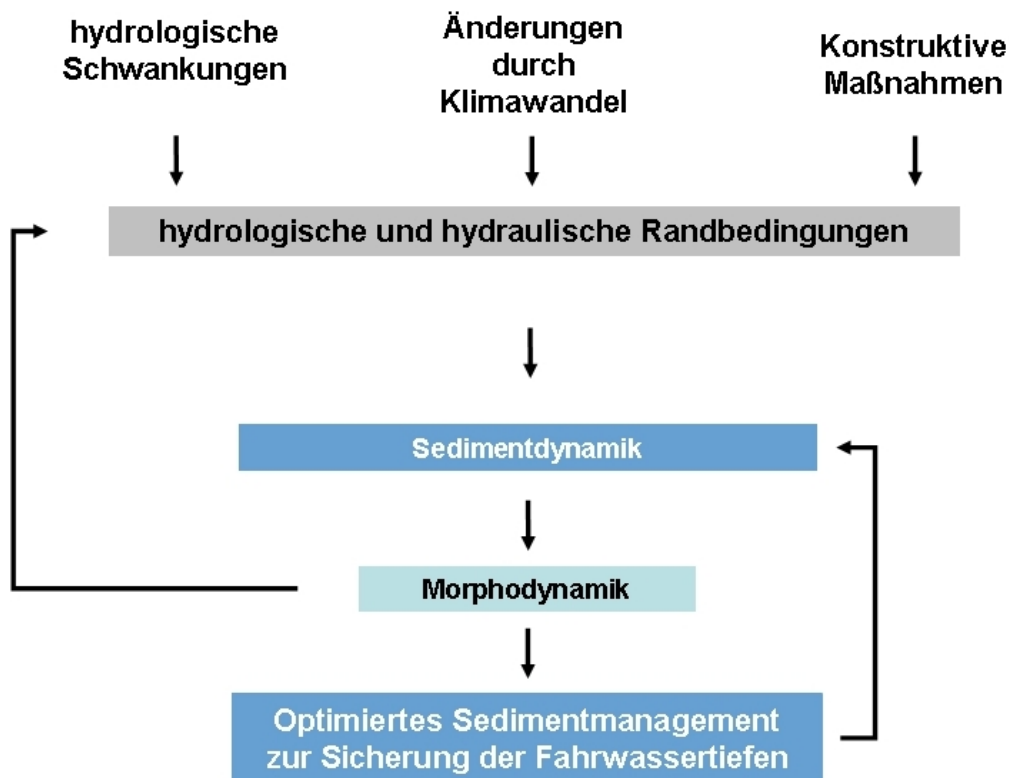 hydrologische
Schwankungen
Änderungen
durch
Klimawandel
Konstruktive
Maßnahmen
hydrologische und hydraulische Randbedingungen
Sedimentdynamik
Morphodynamik
Optimiertes Sedimentmanagement
zur Sicherung der Fahrwassertiefen